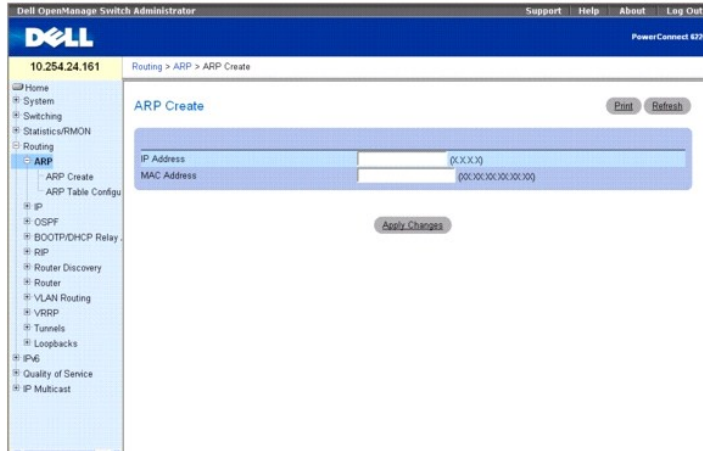 Dell OpenManage Switch Administrator
Support Help About Log Out
DELL
PowerConnect 622
10.254.24.161
Routing > ARP > ARP Create
Home
System
Switching
Statistics/RMON
Routing
ARP
ARP Create
ARP Table Configu
IP
OSPF
BOOTP/DHCP Relay
RIP
Router Discovery
Router
VLAN Routing
VRRP
Tunnels
Loopbacks
IPv6
Quality of Service
IP Multicast
ARP Create
Print Refresh
IP Address (X.X.X.X)
MAC Address (XX:XX:XX:XX:XX:XX)
Apply Changes